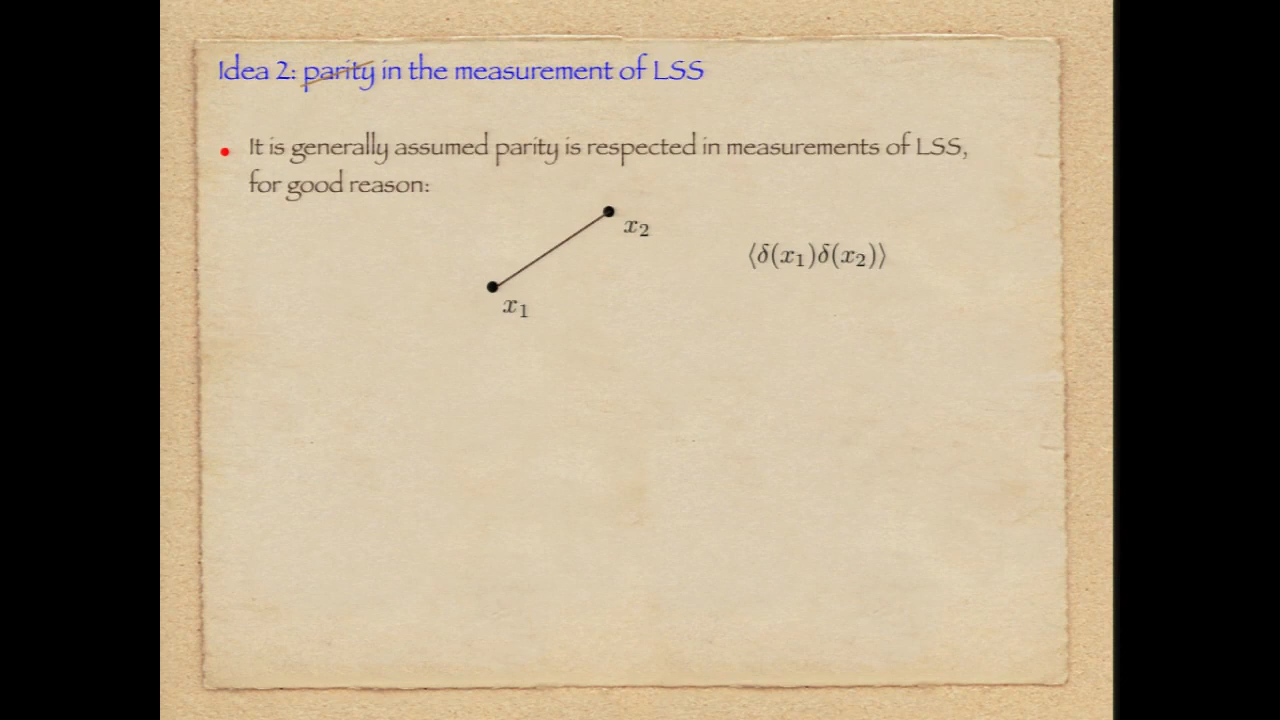 Idea 2: parity in the measurement of LSS
• It is generally assumed parity is respected in measurements of LSS,
for good reason:
x₂
⟨δ(x₁)δ(x₂)⟩
x₁